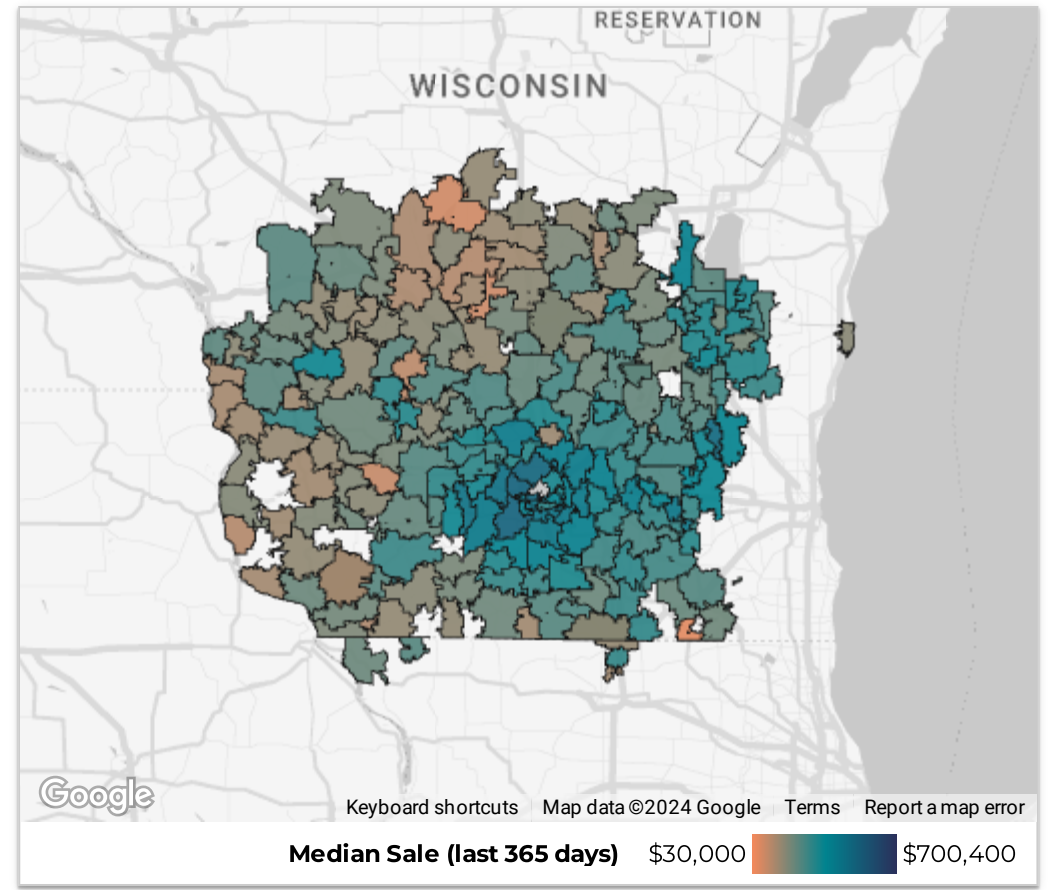 RESERVATION
WISCONSIN
Google
Keyboard shortcuts Map data ©2024 Google Terms Report a map error
Median Sale (last 365 days) $30,000 $700,400